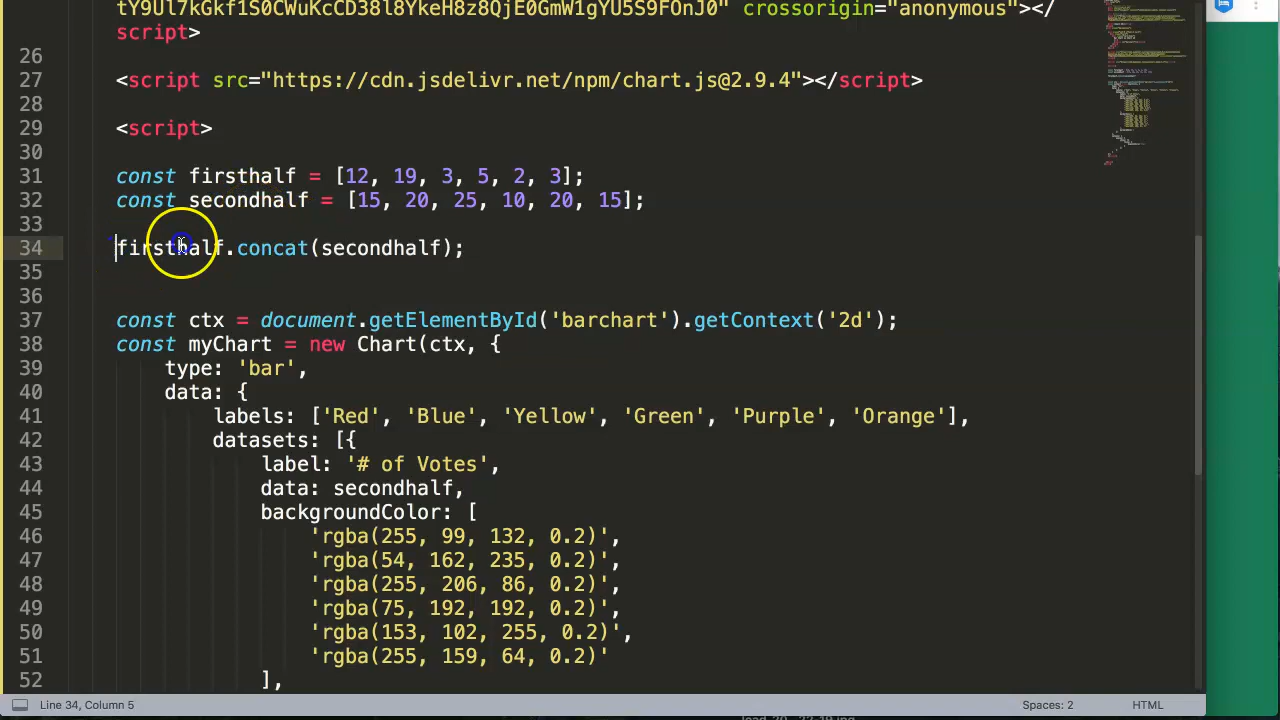 tY9Ul7kGkf1S0CWuKcCD38l8YkeH8z8QjE0GmW1gYU5S9FOnJ0" crossorigin="anonymous"></
script>
26
27 <script src="https://cdn.jsdelivr.net/npm/chart.js@2.9.4"></script>
28
29 <script>
30
31 const firsthalf = [12, 19, 3, 5, 2, 3];
32 const secondhalf = [15, 20, 25, 10, 20, 15];
33
34 firsthalf.concat(secondhalf);
35
36
37 const ctx = document.getElementById('barchart').getContext('2d');
38 const myChart = new Chart(ctx, {
39 type: 'bar',
40 data: {
41 labels: ['Red', 'Blue', 'Yellow', 'Green', 'Purple', 'Orange'],
42 datasets: [{
43 label: '# of Votes',
44 data: secondhalf,
45 backgroundColor: [
46 'rgba(255, 99, 132, 0.2)',
47 'rgba(54, 162, 235, 0.2)',
48 'rgba(255, 206, 86, 0.2)',
49 'rgba(75, 192, 192, 0.2)',
50 'rgba(153, 102, 255, 0.2)',
51 'rgba(255, 159, 64, 0.2)'
52 ],
Line 34, Column 5 Spaces: 2 HTML